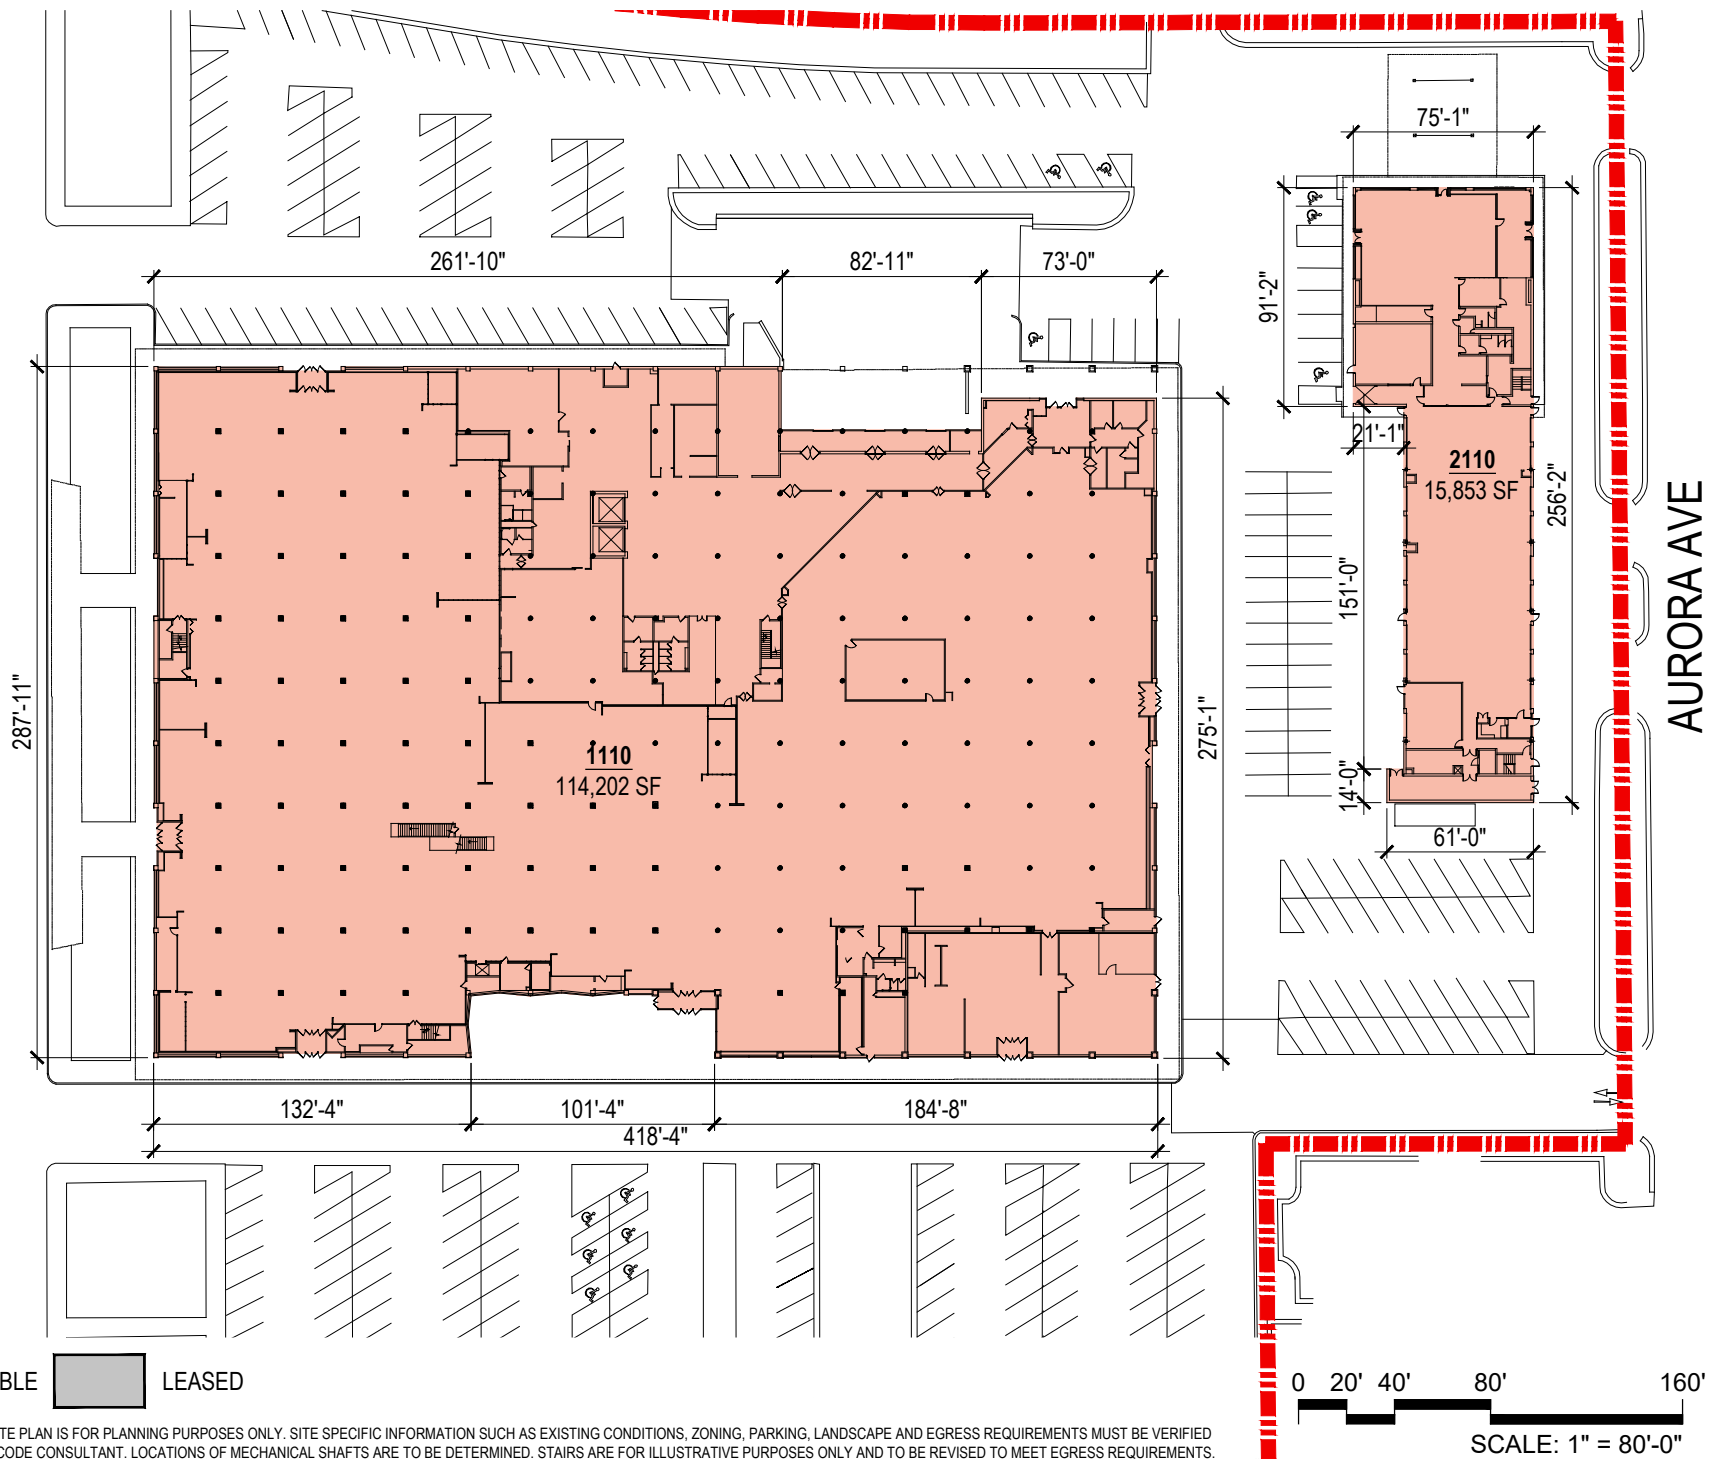 75'-1"
261'-10"
82'-11"
73'-0"
91'-2"
21'-1"
2110
15,853 SF
256'-2"
AURORA AVE
151'-0"
287'-11"
275'-1"
1110
114,202 SF
14'-0"
61'-0"
132'-4"
101'-4"
184'-8"
418'-4"
BLE
LEASED
0 20' 40' 80' 160'
SCALE: 1" = 80'-0"
TE PLAN IS FOR PLANNING PURPOSES ONLY. SITE SPECIFIC INFORMATION SUCH AS EXISTING CONDITIONS, ZONING, PARKING, LANDSCAPE AND EGRESS REQUIREMENTS MUST BE VERIFIED
CODE CONSULTANT. LOCATIONS OF MECHANICAL SHAFTS ARE TO BE DETERMINED. STAIRS ARE FOR ILLUSTRATIVE PURPOSES ONLY AND TO BE REVISED TO MEET EGRESS REQUIREMENTS.